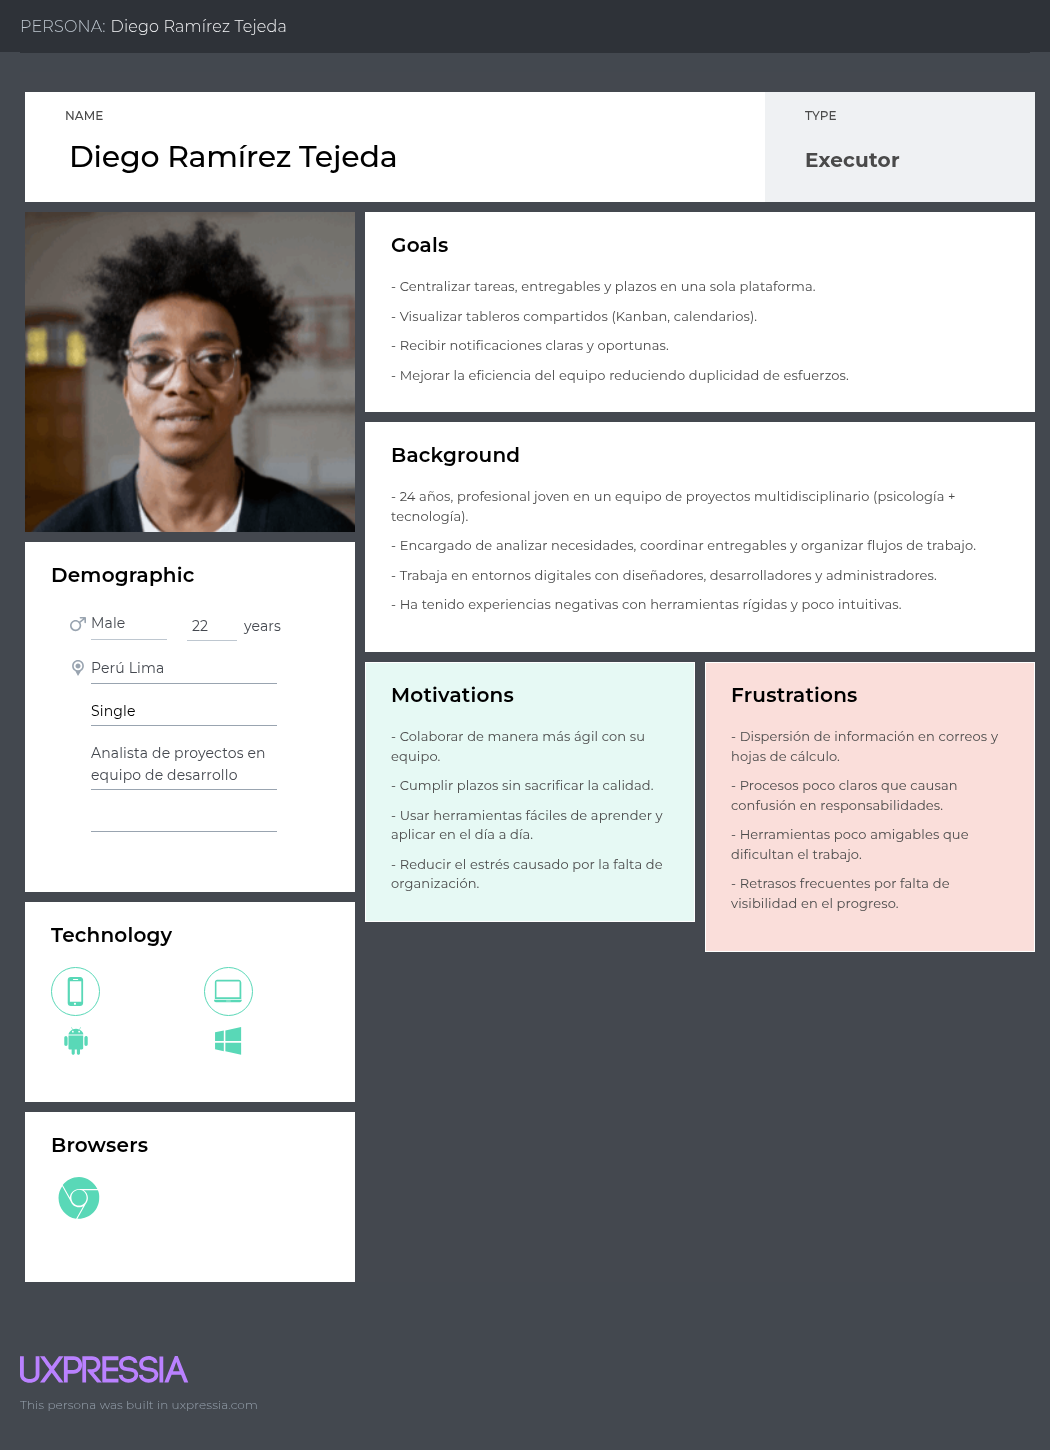 PERSONA: Diego Ramírez Tejeda
NAME
Diego Ramírez Tejeda
TYPE
Executor
Goals
- Centralizar tareas, entregables y plazos en una sola plataforma.
- Visualizar tableros compartidos (Kanban, calendarios).
- Recibir notificaciones claras y oportunas.
- Mejorar la eficiencia del equipo reduciendo duplicidad de esfuerzos.
Background
- 24 años, profesional joven en un equipo de proyectos multidisciplinario (psicología +
tecnología).
- Encargado de analizar necesidades, coordinar entregables y organizar flujos de trabajo.
- Trabaja en entornos digitales con diseñadores, desarrolladores y administradores.
- Ha tenido experiencias negativas con herramientas rígidas y poco intuitivas.
Demographic
Male 22 years
Perú Lima
Single
Analista de proyectos en
equipo de desarrollo
Motivations
- Colaborar de manera más ágil con su
equipo.
- Cumplir plazos sin sacrificar la calidad.
- Usar herramientas fáciles de aprender y
aplicar en el día a día.
- Reducir el estrés causado por la falta de
organización.
Frustrations
- Dispersión de información en correos y
hojas de cálculo.
- Procesos poco claros que causan
confusión en responsabilidades.
- Herramientas poco amigables que
dificultan el trabajo.
- Retrasos frecuentes por falta de
visibilidad en el progreso.
Technology
Browsers
UXPRESSIA
This persona was built in uxpressia.com